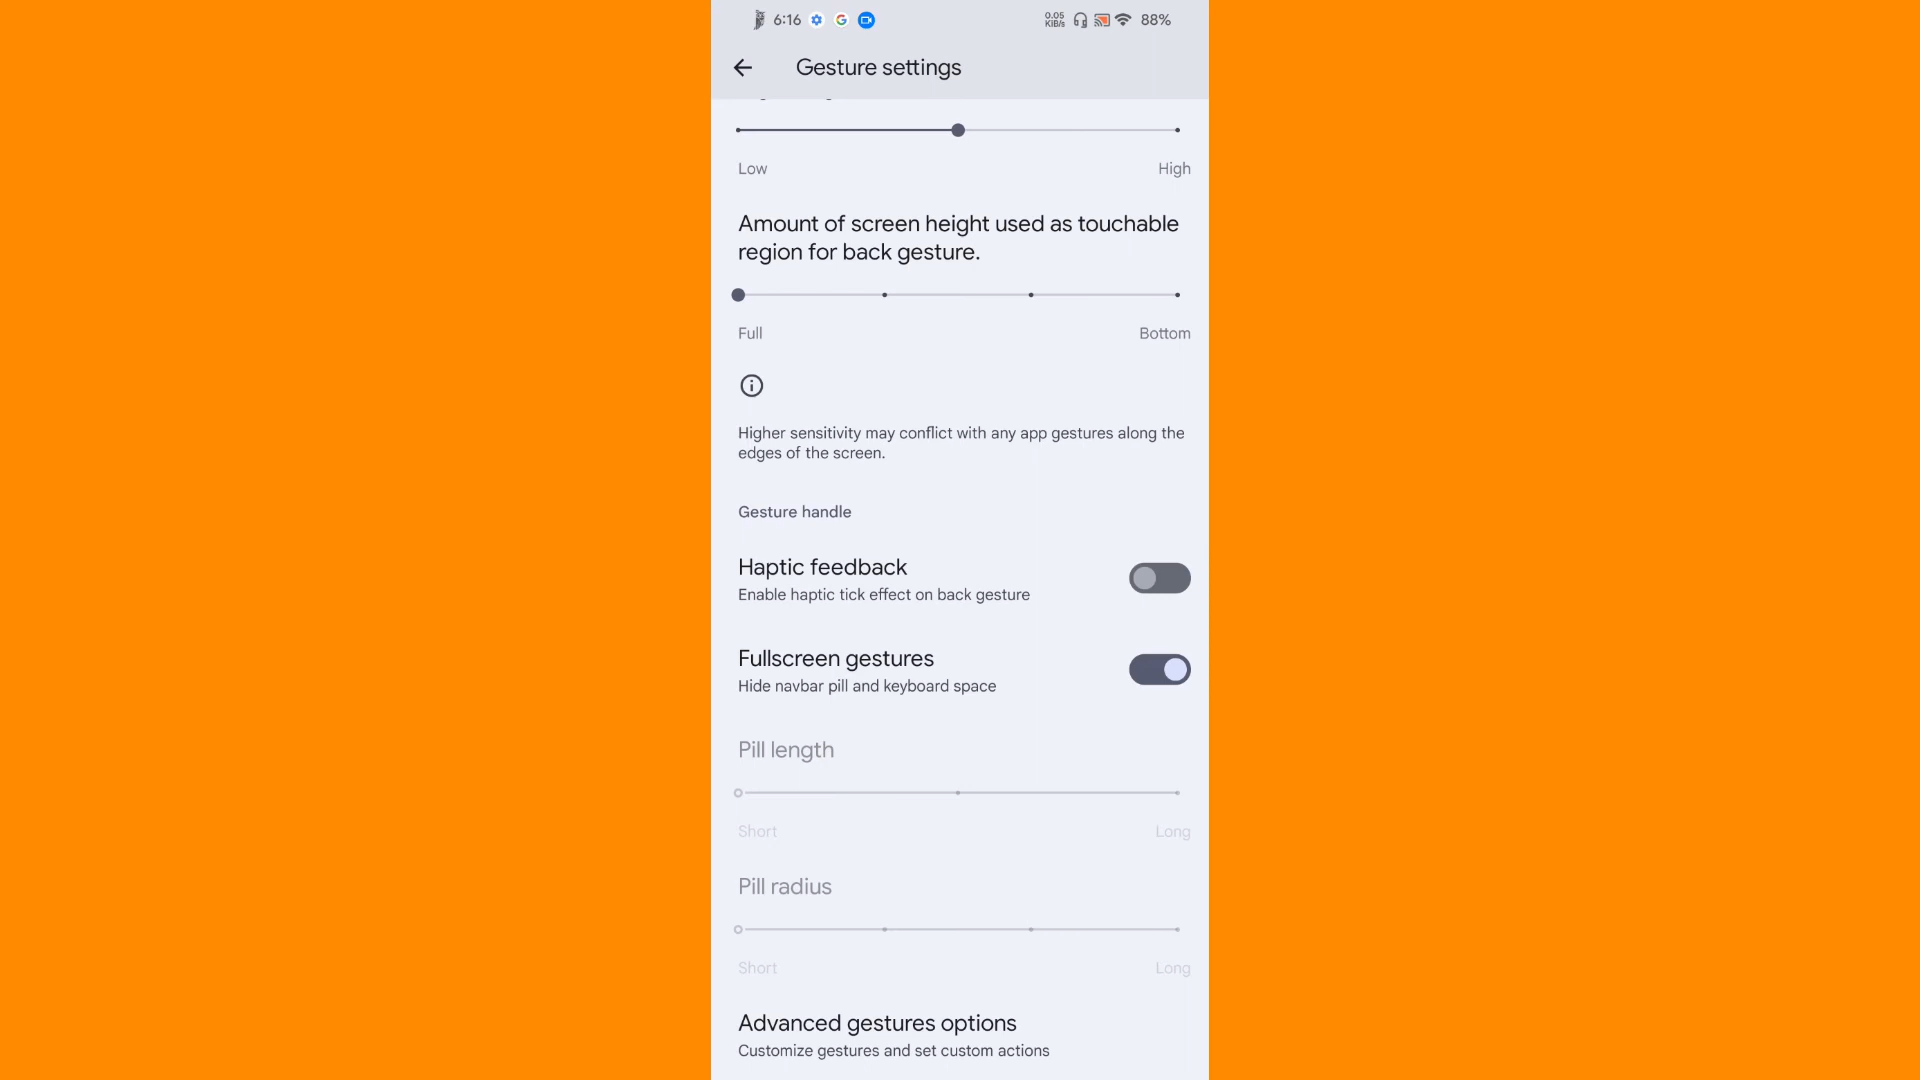 6:16
0.05
KiB/s
88%
Gesture settings
Low
High
Amount of screen height used as touchable
region for back gesture.
Full
Bottom
Higher sensitivity may conflict with any app gestures along the
edges of the screen.
Gesture handle
Haptic feedback
Enable haptic tick effect on back gesture
Fullscreen gestures
Hide navbar pill and keyboard space
Pill length
Short
Long
Pill radius
Short
Long
Advanced gestures options
Customize gestures and set custom actions